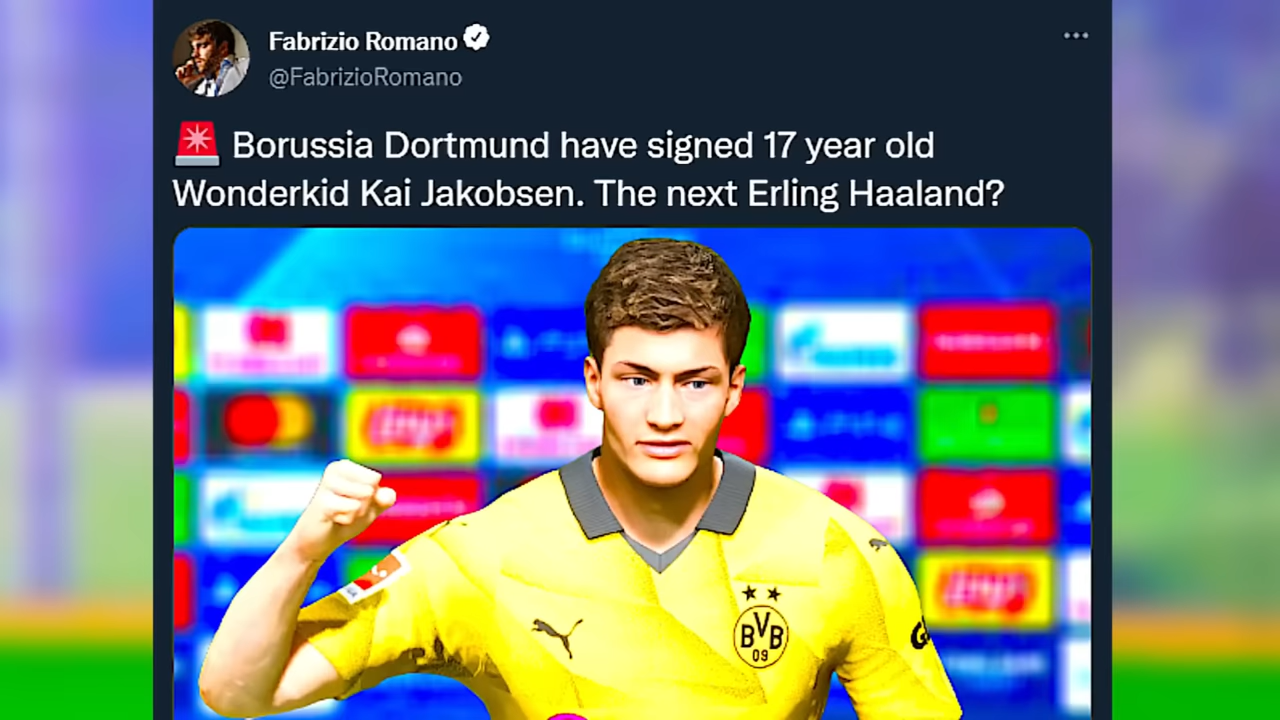 Fabrizio Romano
@FabrizioRomano
🚨 Borussia Dortmund have signed 17 year old
Wonderkid Kai Jakobsen. The next Erling Haaland?
BVB
09